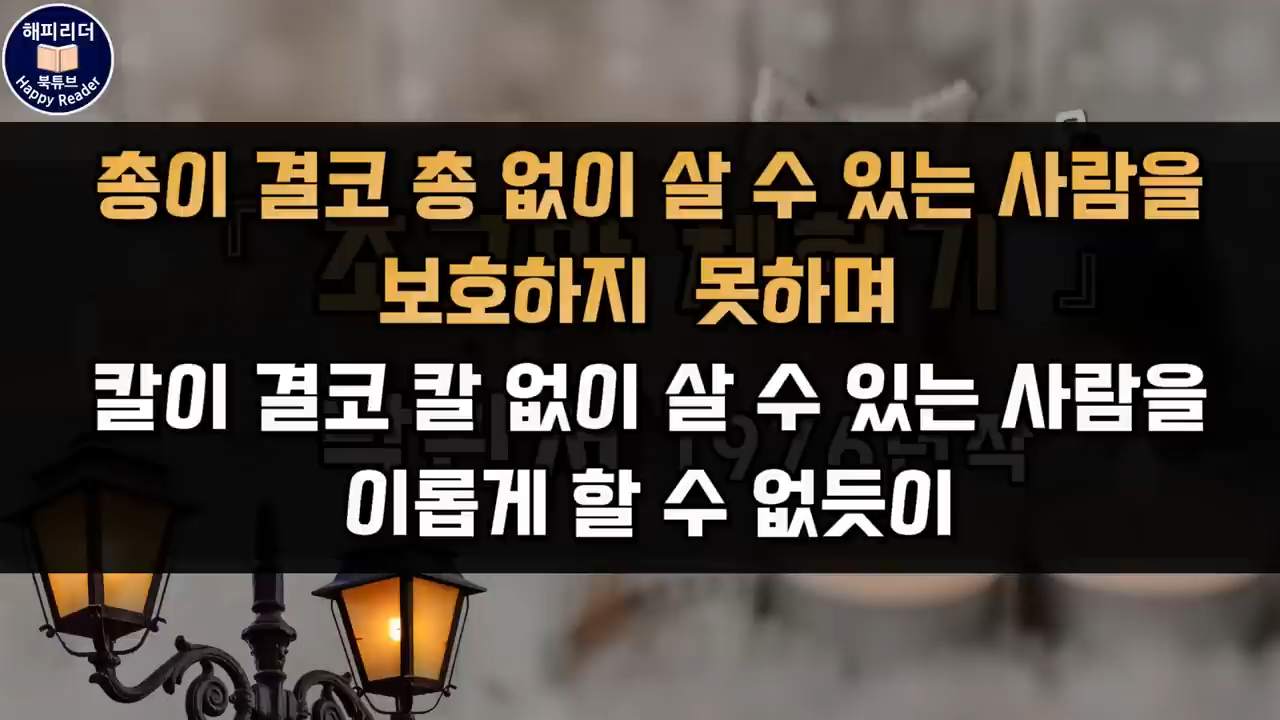 해피리더
북튜브
Happy Reader
총이 결코 총 없이 살 수 있는 사람을
보호하지 못하며
칼이 결코 칼 없이 살 수 있는 사람을
이롭게 할 수 없듯이